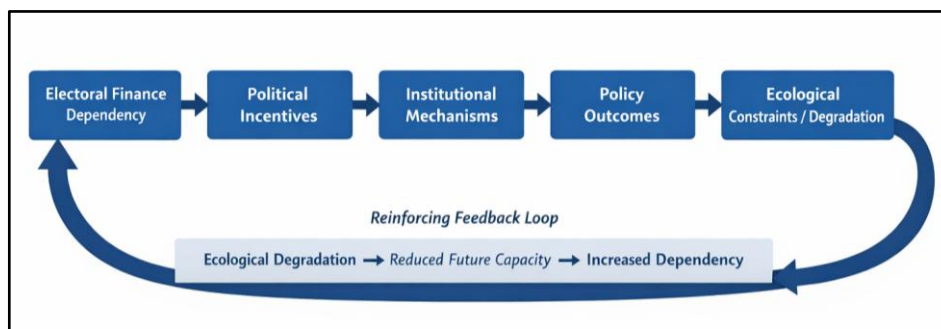 Electoral Finance
Dependency
Political
Incentives
Institutional
Mechanisms
Policy
Outcomes
Ecological
Constraints / Degradation
Reinforcing Feedback Loop
Ecological Degradation → Reduced Future Capacity → Increased Dependency